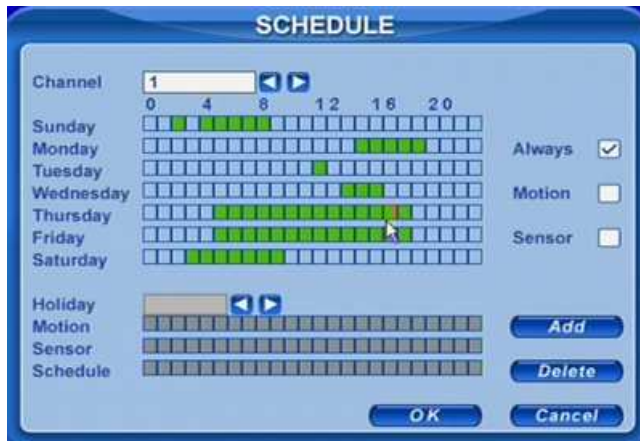 SCHEDULE
Channel 1
0 4 8 12 16 20
Sunday
Monday
Tuesday
Wednesday
Thursday
Friday
Saturday
Always
Motion
Sensor
Holiday
Motion
Sensor
Schedule
Add
Delete
OK
Cancel